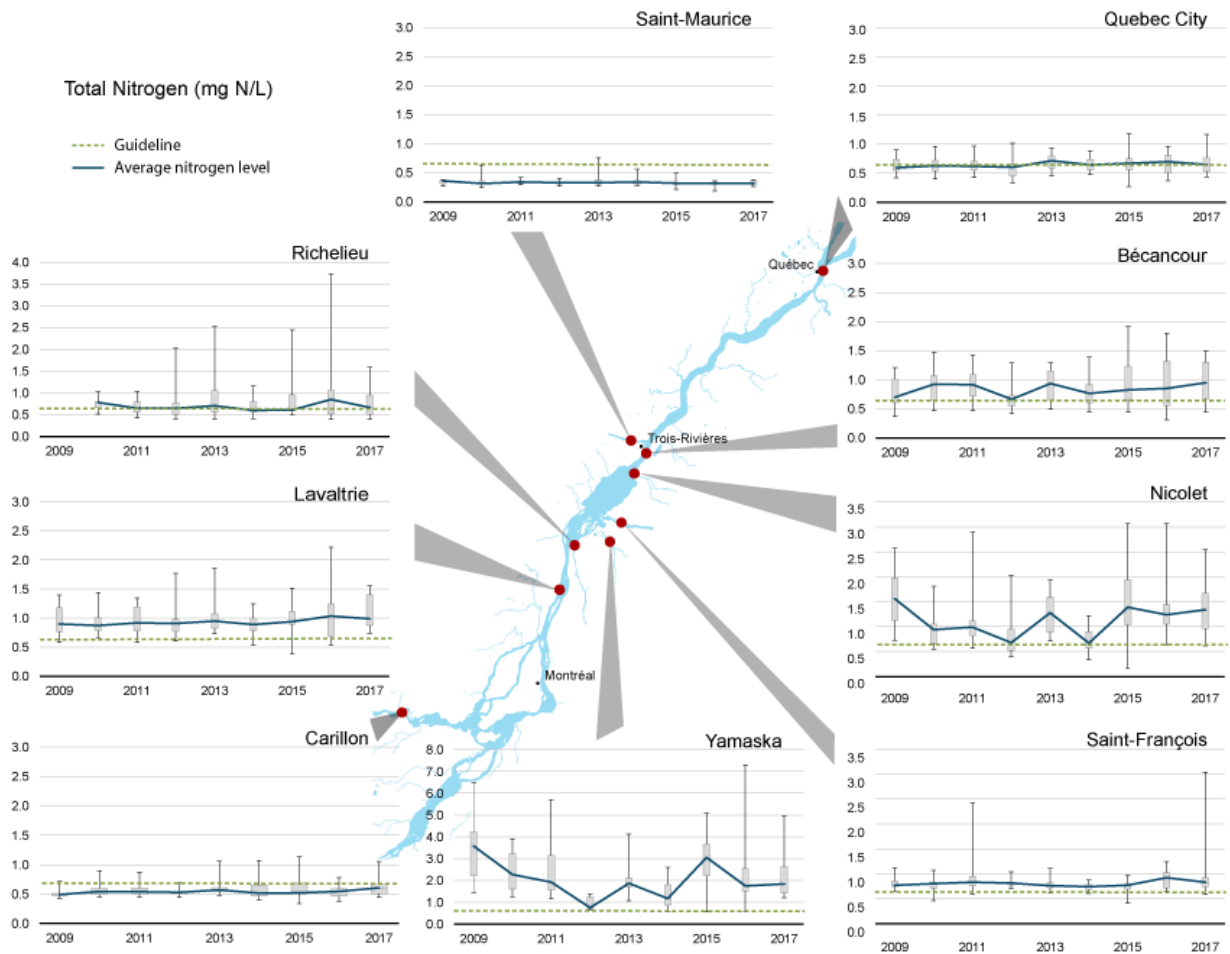 Total Nitrogen (mg N/L)
Guideline
Average nitrogen level
Saint-Maurice
3.0
2.5
2.0
1.5
1.0
0.5
0.0
2009 2011 2013 2015 2017
Quebec City
3.0
2.5
2.0
1.5
1.0
0.5
0.0
2009 2011 2013 2015 2017
Richelieu
4.0
3.5
3.0
2.5
2.0
1.5
1.0
0.5
0.0
2009 2011 2013 2015 2017
Québec
Bécancour
3.0
2.5
2.0
1.5
1.0
0.5
0.0
2009 2011 2013 2015 2017
Trois-Rivières
Lavaltrie
3.0
2.5
2.0
1.5
1.0
0.5
0.0
2009 2011 2013 2015 2017
Nicolet
3.5
3.0
2.5
2.0
1.5
1.0
0.5
0.0
2009 2011 2013 2015 2017
Montréal
Carillon
3.0
2.5
2.0
1.5
1.0
0.5
0.0
2009 2011 2013 2015 2017
Yamaska
8.0
7.0
6.0
5.0
4.0
3.0
2.0
1.0
0.0
2009 2011 2013 2015 2017
Saint-François
3.5
3.0
2.5
2.0
1.5
1.0
0.5
0.0
2009 2011 2013 2015 2017